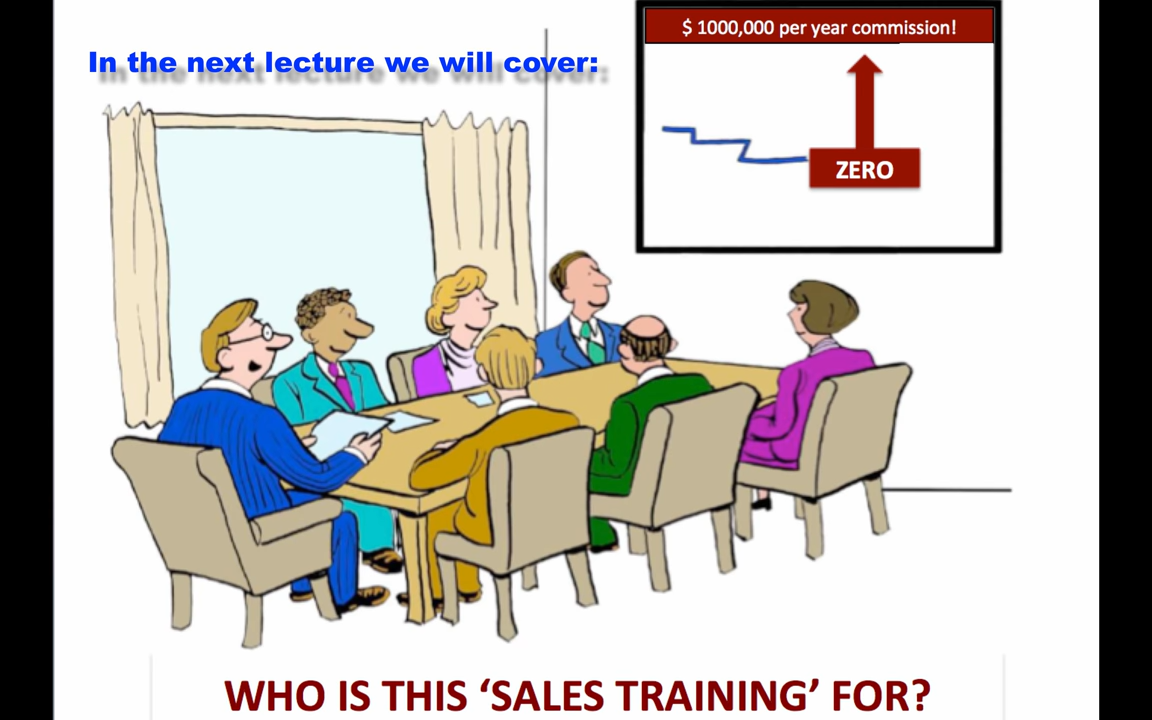 $ 1000,000 per year commission!
In the next lecture we will cover:
ZERO
WHO IS THIS ‘SALES TRAINING’ FOR?